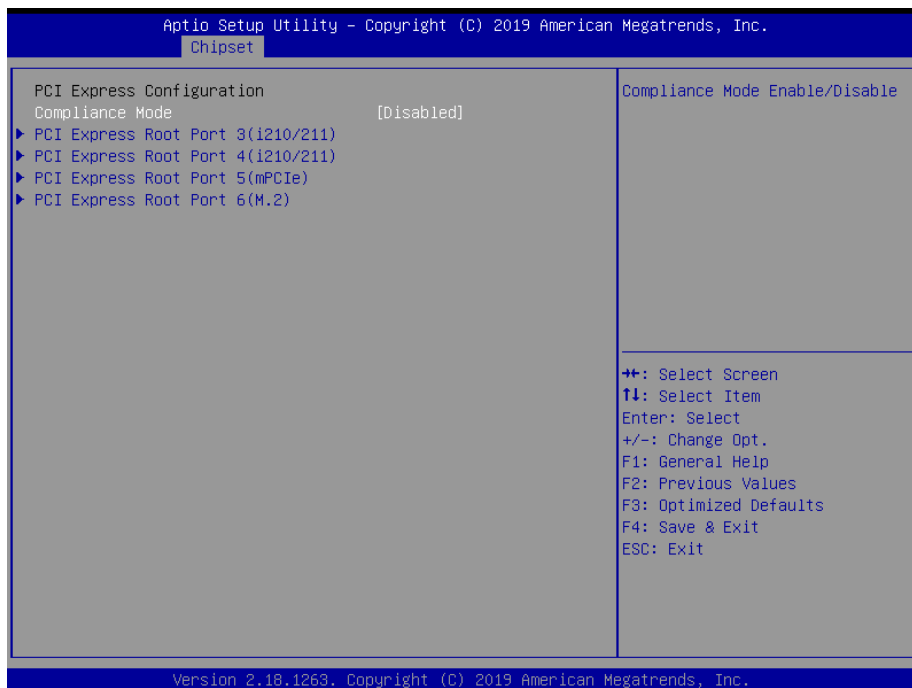 Aptio Setup Utility – Copyright (C) 2019 American Megatrends, Inc.
Chipset
PCI Express Configuration
Compliance Mode [Disabled]
▶ PCI Express Root Port 3(i210/211)
▶ PCI Express Root Port 4(i210/211)
▶ PCI Express Root Port 5(mPCIe)
▶ PCI Express Root Port 6(M.2)
Compliance Mode Enable/Disable
→←: Select Screen
↑↓: Select Item
Enter: Select
+/-: Change Opt.
F1: General Help
F2: Previous Values
F3: Optimized Defaults
F4: Save & Exit
ESC: Exit
Version 2.18.1263. Copyright (C) 2019 American Megatrends, Inc.